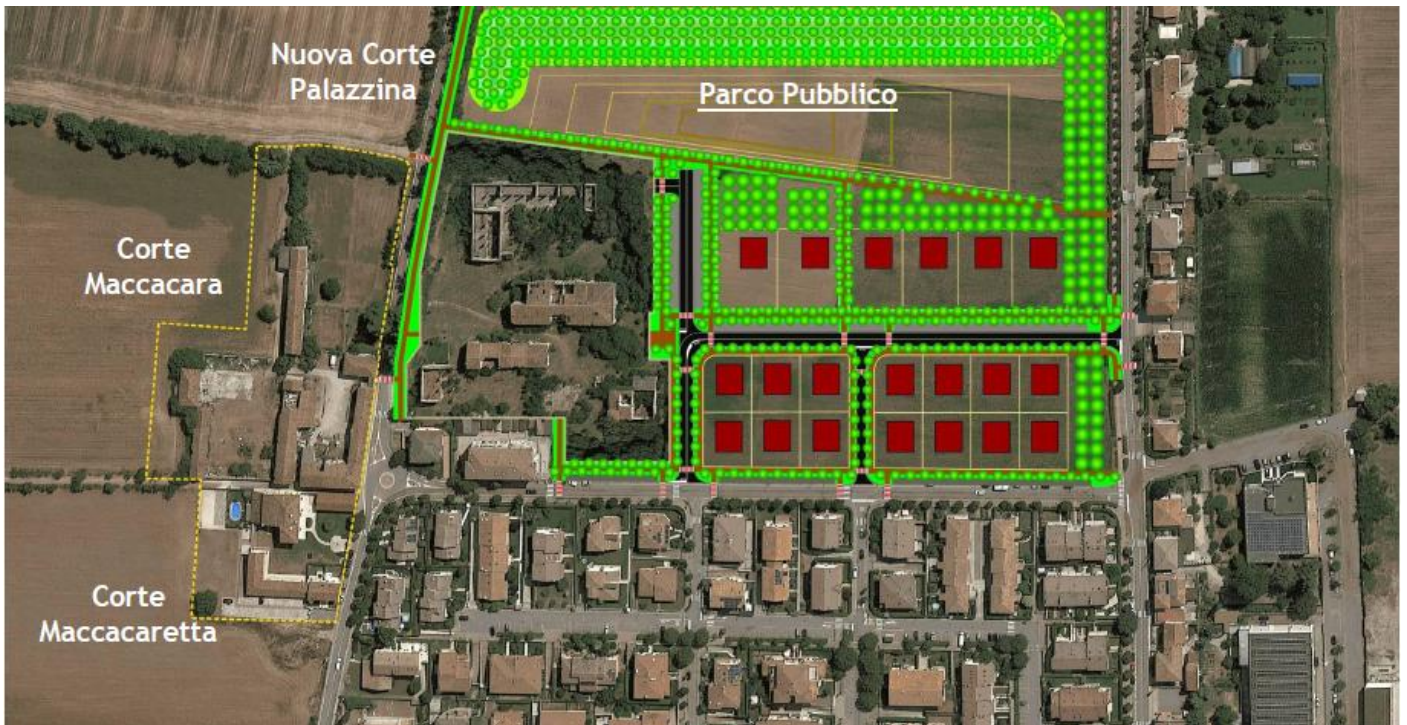 Nuova Corte
Palazzina
Parco Pubblico
Corte
Maccacara
Corte
Maccacaretta